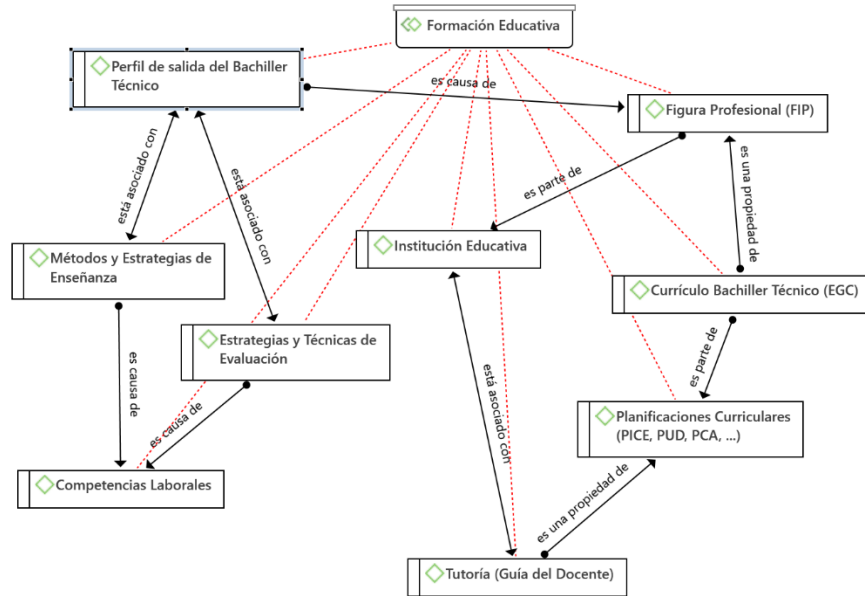 Formación Educativa
Perfil de salida del Bachiller
Técnico
es causa de
Figura Profesional (FIP)
está asociado con
está asociado con
es parte de
es una propiedad de
Métodos y Estrategias de
Enseñanza
Institución Educativa
Currículo Bachiller Técnico (EGC)
Estrategias y Técnicas de
Evaluación
es causa de
es causa de
está asociado con
es parte de
Planificaciones Curriculares
(PICE, PUD, PCA, ...)
Competencias Laborales
es una propiedad de
Tutoría (Guía del Docente)